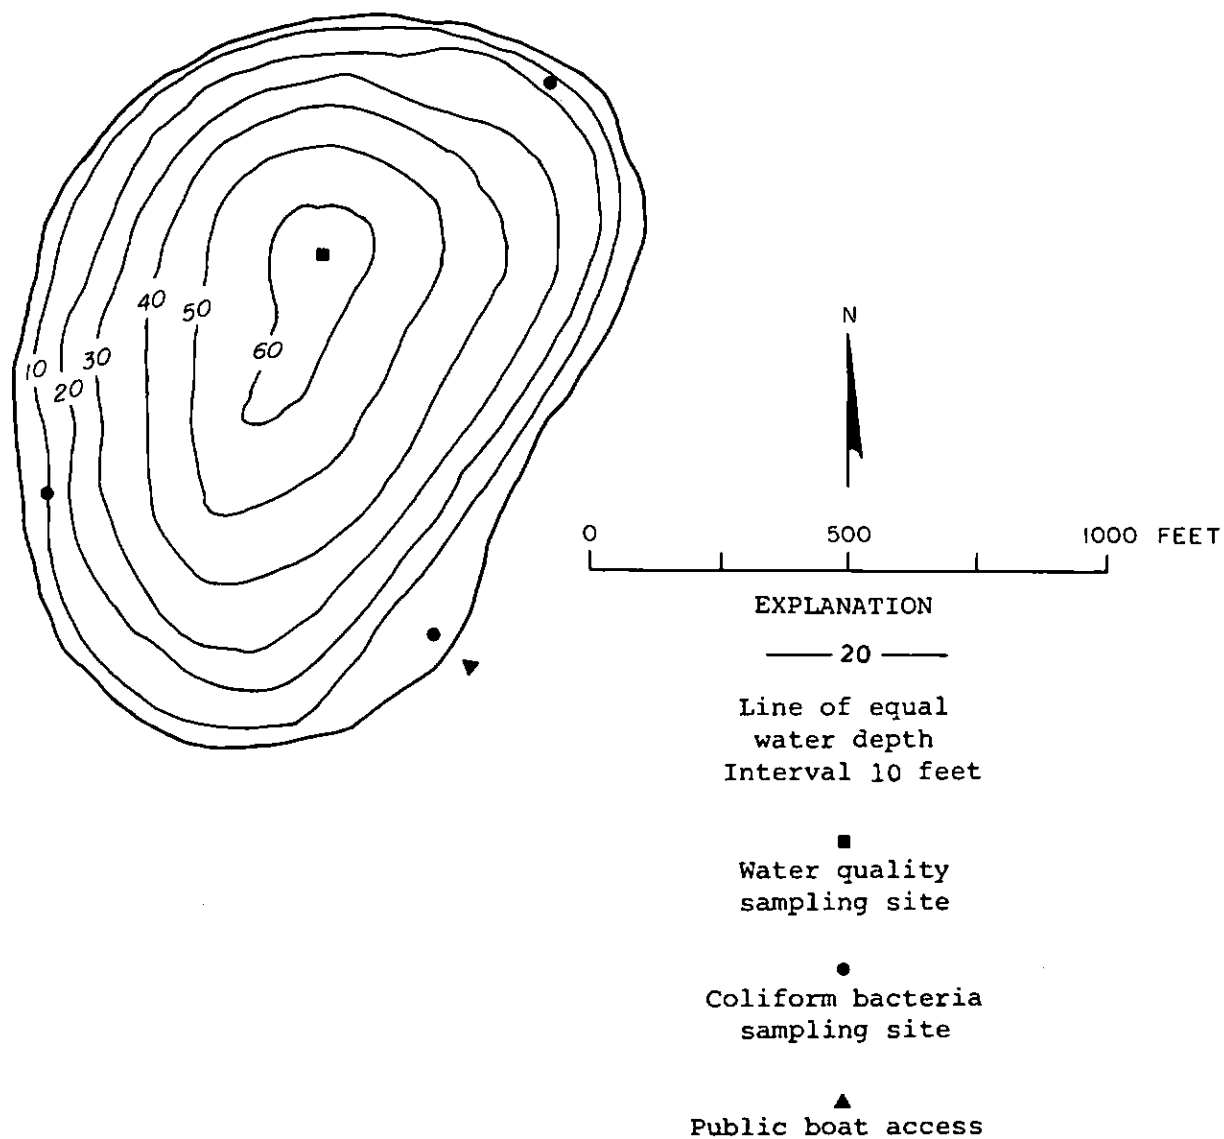 40
50
60
10
20
30
N
0 500 1000 FEET
EXPLANATION
20
Line of equal
water depth
Interval 10 feet
Water quality
sampling site
Coliform bacteria
sampling site
Public boat access